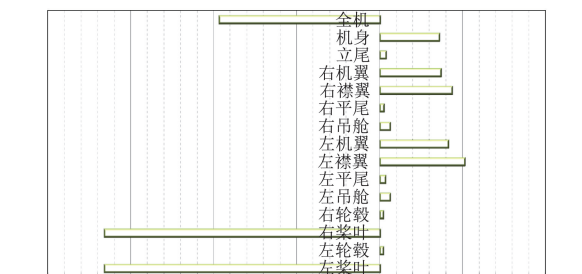 全机
机身
立尾
右机翼
右襟翼
右平尾
右吊舱
左机翼
左襟翼
左平尾
左吊舱
右轮毂
右桨叶
左轮毂
左桨叶